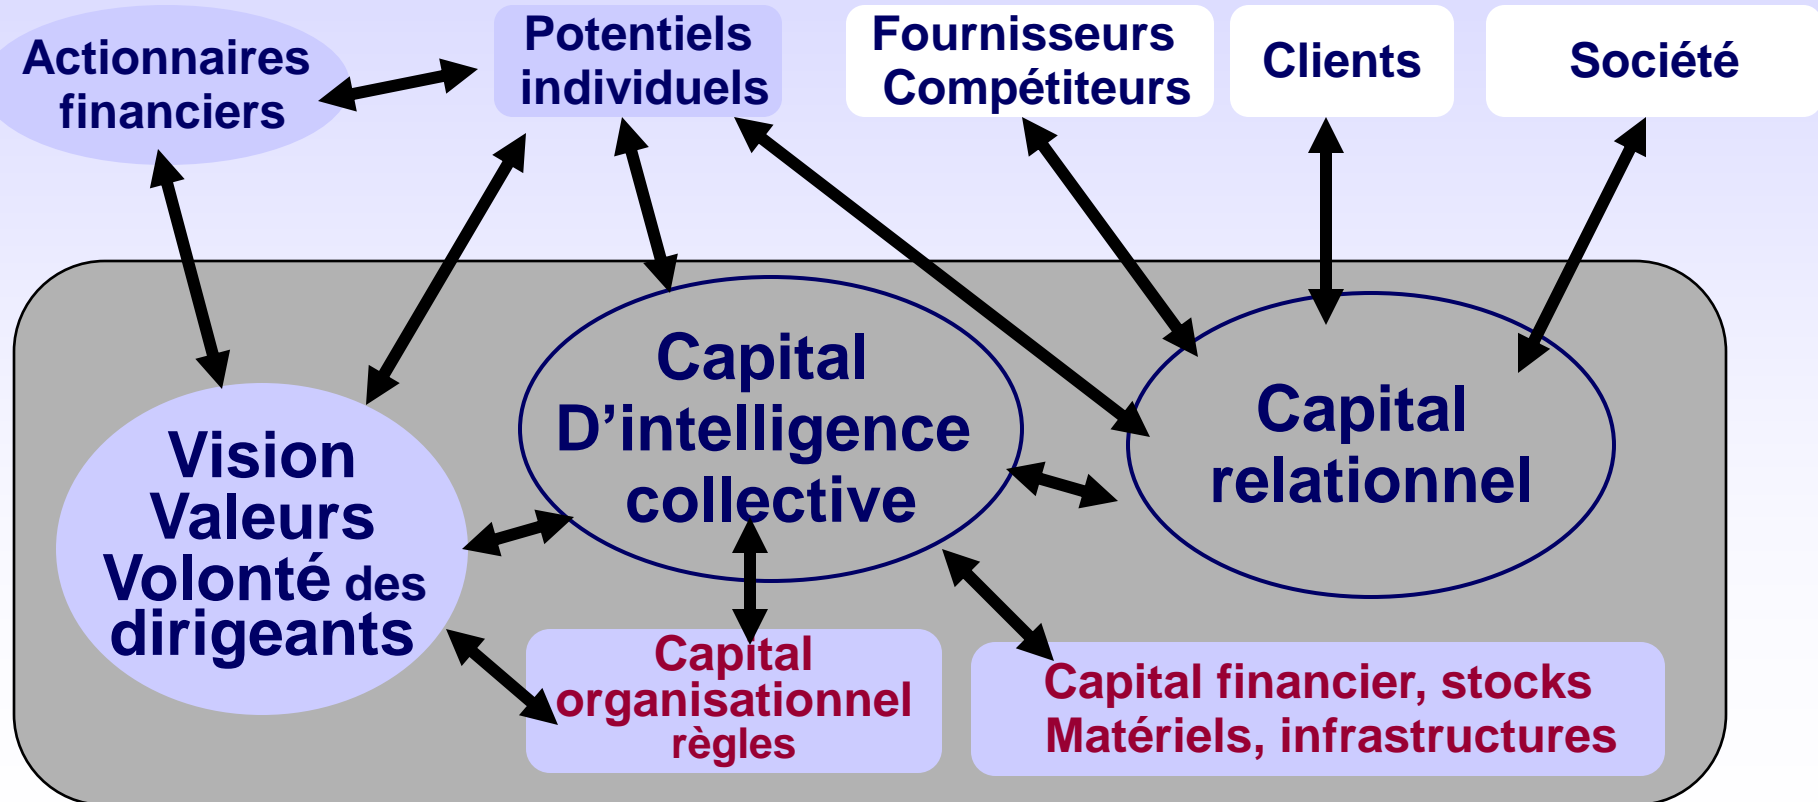 Actionnaires
financiers
Potentiels
individuels
Fournisseurs
Compétiteurs
Clients
Société
Vision
Valeurs
Volonté des
dirigeants
Capital
D’intelligence
collective
Capital
relationnel
Capital
organisationnel
règles
Capital financier, stocks
Matériels, infrastructures